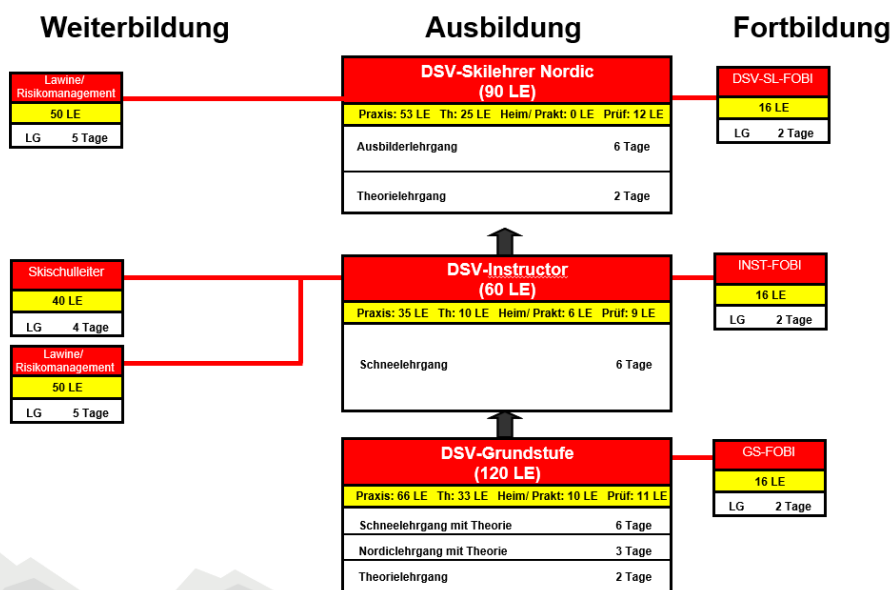 Weiterbildung
Ausbildung
Fortbildung
Lawine/
Risikomanagement
50 LE
LG 5 Tage
DSV-Skilehrer Nordic
(90 LE)
Praxis: 53 LE Th: 25 LE Heim/ Prakt: 0 LE Prüf: 12 LE
Ausbilderlehrgang 6 Tage
Theorielehrgang 2 Tage
DSV-SL-FOBI
16 LE
LG 2 Tage
Skischulleiter
40 LE
LG 4 Tage
Lawine/
Risikomanagement
50 LE
LG 5 Tage
DSV-Instructor
(60 LE)
Praxis: 35 LE Th: 10 LE Heim/ Prakt: 6 LE Prüf: 9 LE
Schneelehrgang 6 Tage
INST-FOBI
16 LE
LG 2 Tage
DSV-Grundstufe
(120 LE)
Praxis: 66 LE Th: 33 LE Heim/ Prakt: 10 LE Prüf: 11 LE
Schneelehrgang mit Theorie 6 Tage
Nordiclehrgang mit Theorie 3 Tage
Theorielehrgang 2 Tage
GS-FOBI
16 LE
LG 2 Tage